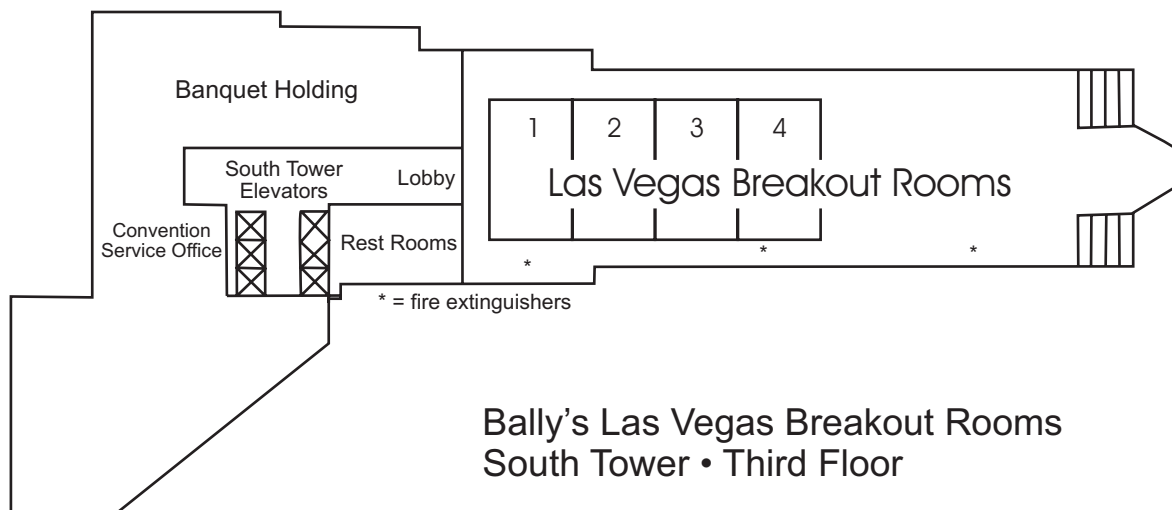 Banquet Holding
1 2 3 4
South Tower
Elevators
Lobby
Las Vegas Breakout Rooms
Convention
Service Office
Rest Rooms
*
*
*
* = fire extinguishers
Bally’s Las Vegas Breakout Rooms
South Tower • Third Floor